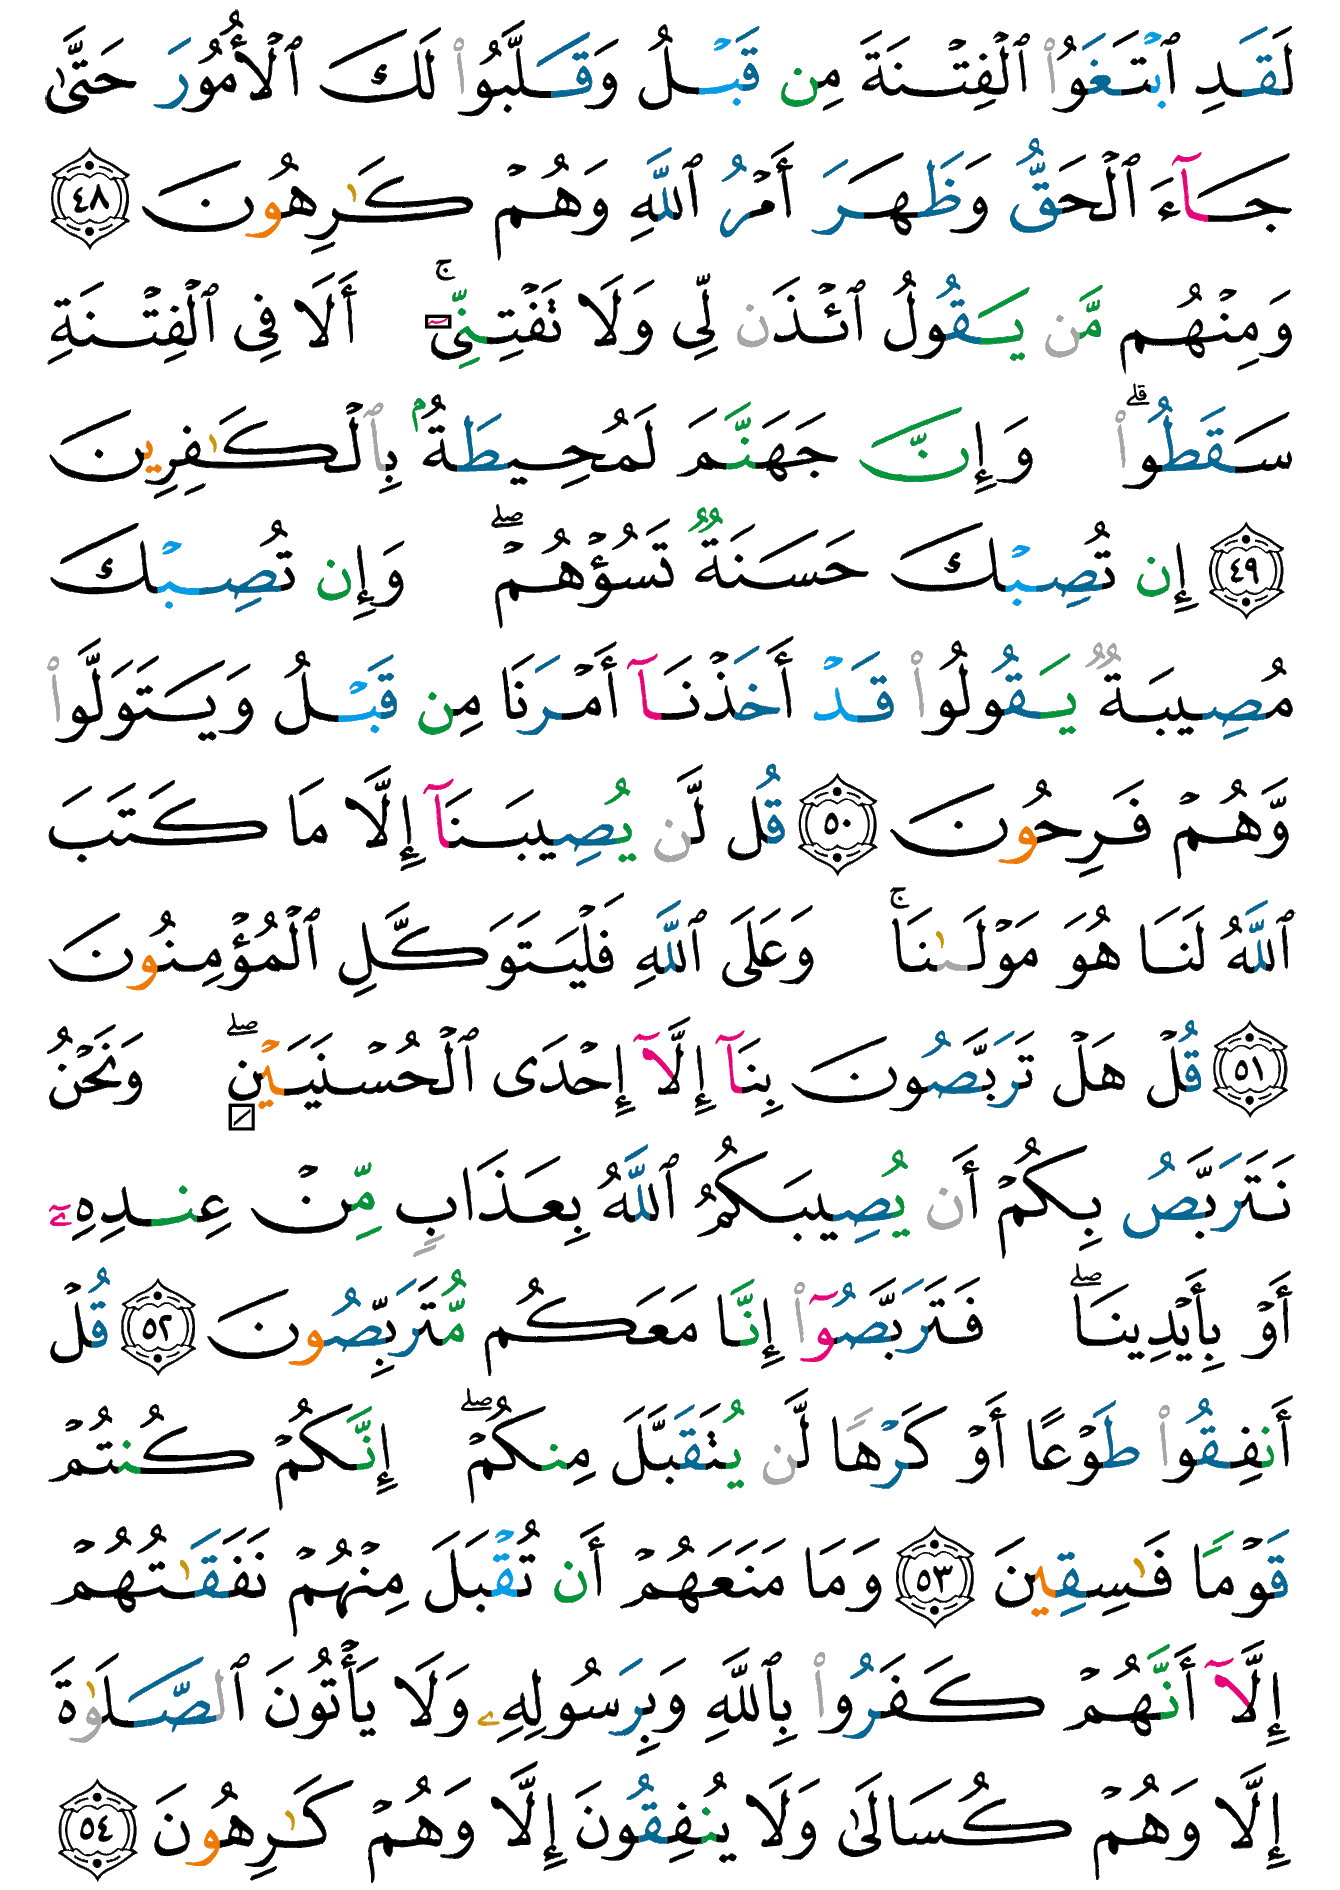 لَقَدِ ٱبْتَغَوُا۟ ٱلْفِتْنَةَ مِن قَبْلُ وَقَلَّبُوا۟ لَكَ ٱلْأُمُورَ حَتَّىٰ
جَآءَ ٱلْحَقُّ وَظَهَرَ أَمْرُ ٱللَّهِ وَهُمْ كَـٰرِهُونَ ٤٨
وَمِنْهُم مَّن يَقُولُ ٱئْذَن لِّى وَلَا تَفْتِنِّىٓ ۚ أَلَا فِى ٱلْفِتْنَةِ
سَقَطُوا۟ ۗ وَإِنَّ جَهَنَّمَ لَمُحِيطَةٌۢ بِٱلْكَـٰفِرِينَ
٤٩ إِن تُصِبْكَ حَسَنَةٌ تَسُؤْهُمْ ۖ وَإِن تُصِبْكَ
مُصِيبَةٌ يَقُولُوا۟ قَدْ أَخَذْنَآ أَمْرَنَا مِن قَبْلُ وَيَتَوَلَّوا۟
وَّهُمْ فَرِحُونَ ٥٠ قُل لَّن يُصِيبَنَآ إِلَّا مَا كَتَبَ
ٱللَّهُ لَنَا هُوَ مَوْلَىٰنَا ۚ وَعَلَى ٱللَّهِ فَلْيَتَوَكَّلِ ٱلْمُؤْمِنُونَ
٥١ قُلْ هَلْ تَرَبَّصُونَ بِنَآ إِلَّآ إِحْدَى ٱلْحُسْنَيَيْنِ ۖ وَنَحْنُ
نَتَرَبَّصُ بِكُمْ أَن يُصِيبَكُمُ ٱللَّهُ بِعَذَابٍ مِّنْ عِندِهِۦٓ
أَوْ بِأَيْدِينَا ۖ فَتَرَبَّصُوٓا۟ إِنَّا مَعَكُم مُّتَرَبِّصُونَ ٥٢ قُلْ
أَنفِقُوا۟ طَوْعًا أَوْ كَرْهًا لَّن يُتَقَبَّلَ مِنكُمْ ۖ إِنَّكُمْ كُنتُمْ
قَوْمًا فَـٰسِقِينَ ٥٣ وَمَا مَنَعَهُمْ أَن تُقْبَلَ مِنْهُمْ نَفَقَـٰتُهُمْ
إِلَّآ أَنَّهُمْ كَفَرُوا۟ بِٱللَّهِ وَبِرَسُولِهِۦ وَلَا يَأْتُونَ ٱلصَّلَوٰةَ
إِلَّا وَهُمْ كُسَالَىٰ وَلَا يُنفِقُونَ إِلَّا وَهُمْ كَـٰرِهُونَ ٥٤